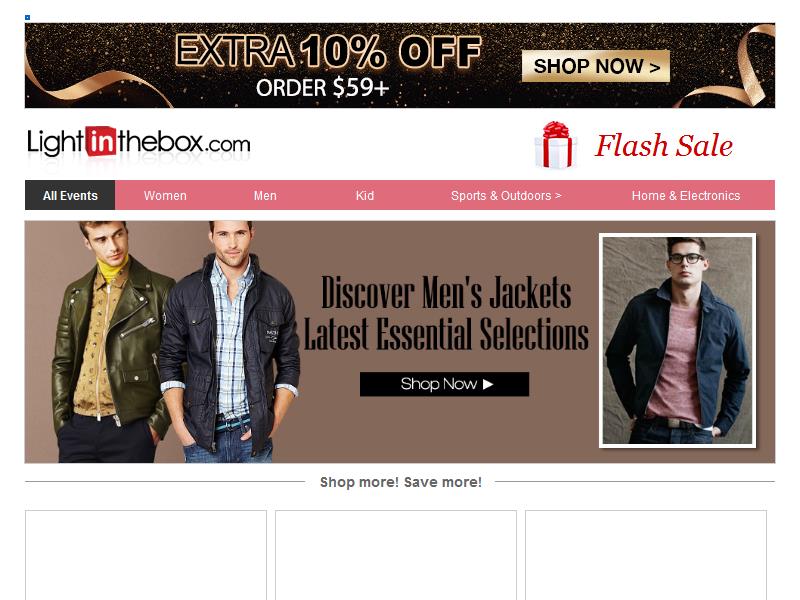 EXTRA 10% OFF
ORDER $59+
SHOP NOW >
Lightinthebox.com
Flash Sale
All Events Women Men Kid Sports & Outdoors > Home & Electronics
Discover Men's Jackets
Latest Essential Selections
Shop Now ▶
Shop more! Save more!